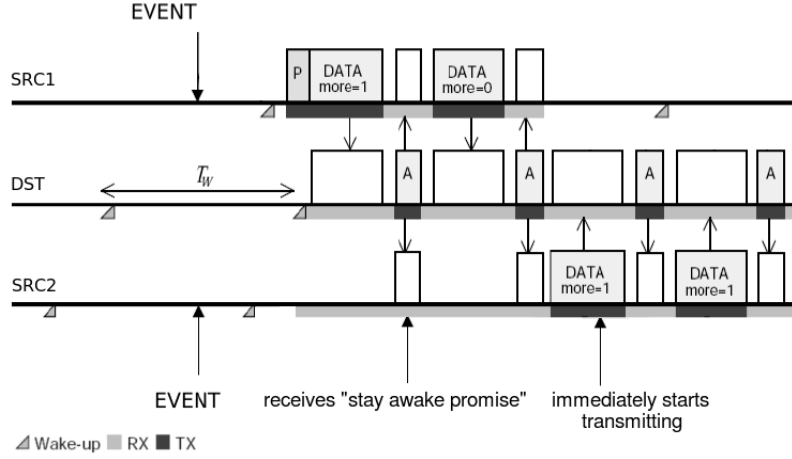 EVENT
SRC1
P
DATA
more=1
DATA
more=0
DST
T_W
A
A
A
A
SRC2
DATA
more=1
DATA
more=1
EVENT
receives "stay awake promise"
immediately starts
transmitting
Wake-up RX TX